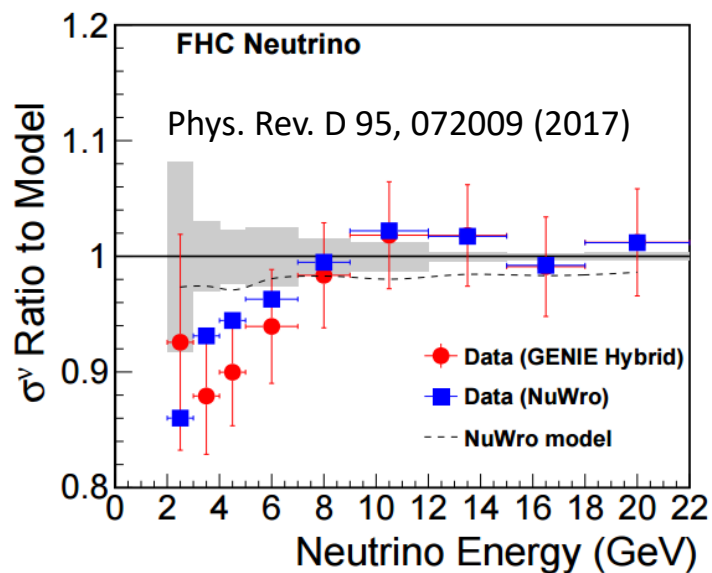 FHC Neutrino
Phys. Rev. D 95, 072009 (2017)
σ^ν Ratio to Model
1.2
1.1
1
0.9
0.8
Data (GENIE Hybrid)
Data (NuWro)
NuWro model
0 2 4 6 8 10 12 14 16 18 20 22
Neutrino Energy (GeV)